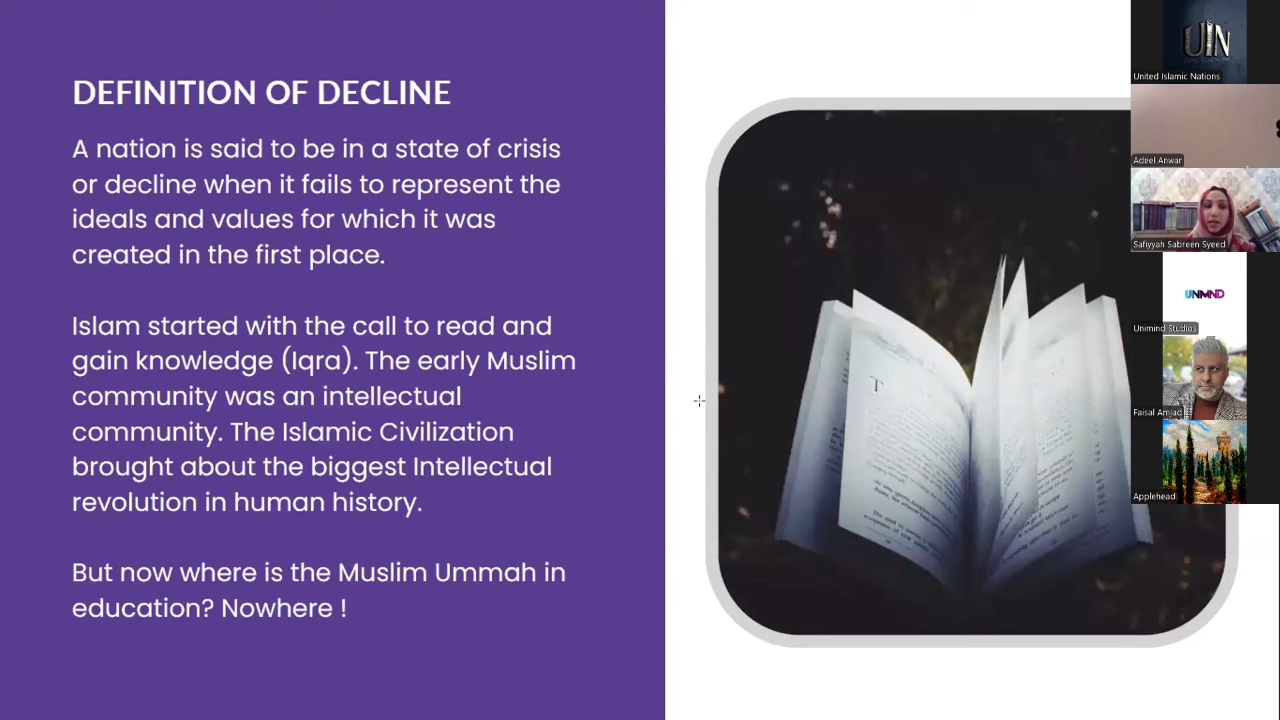 DEFINITION OF DECLINE
A nation is said to be in a state of crisis
or decline when it fails to represent the
ideals and values for which it was
created in the first place.
Islam started with the call to read and
gain knowledge (Iqra). The early Muslim
community was an intellectual
community. The Islamic Civilization
brought about the biggest Intellectual
revolution in human history.
But now where is the Muslim Ummah in
education? Nowhere !
T
UIN
United Islamic Nations
Adeel Anwar
Safiyyah Sabreen Syeed
UNMND
Unimind Studios
Faisal Amjad
Applehead